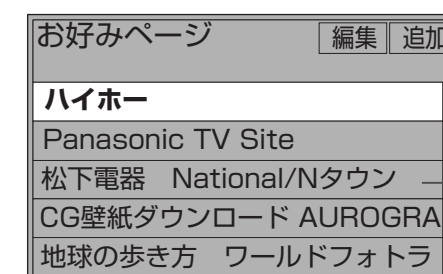 お好みページ 編集 追加
ハイホー
Panasonic TV Site
松下電器　National/Nタウン
CG壁紙ダウンロード AUROGRA
地球の歩き方　ワールドフォトラ